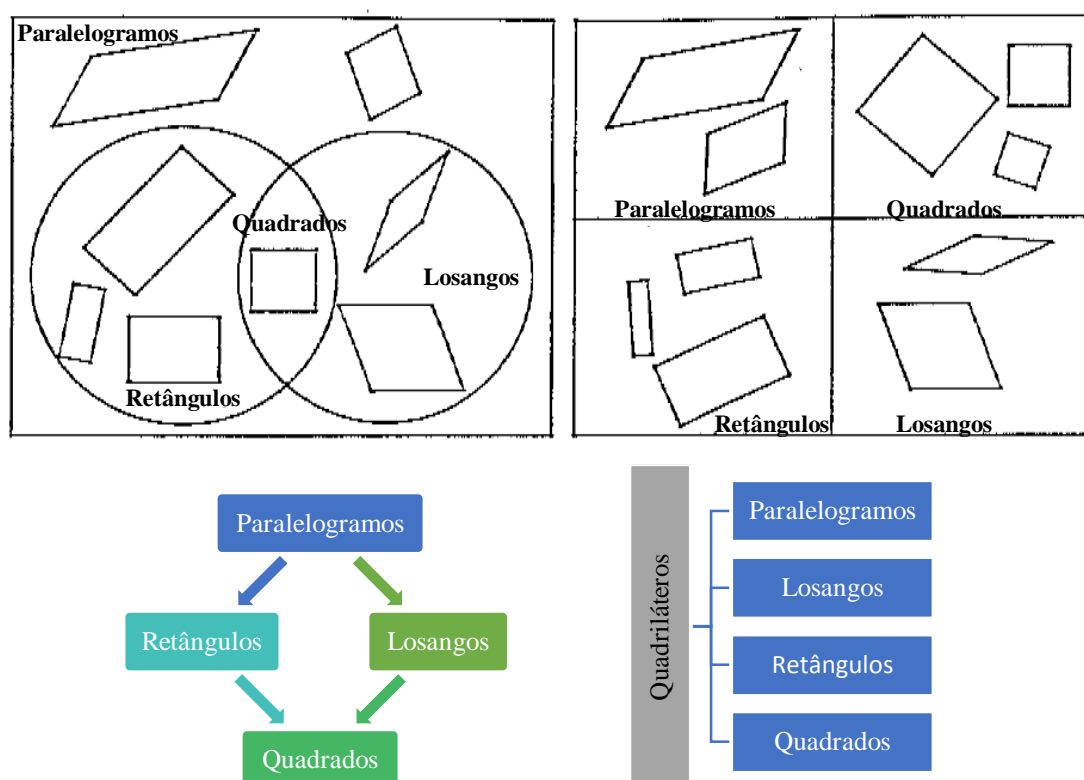 Paralelogramos
Quadrados
Losangos
Retângulos
Paralelogramos
Quadrados
Retângulos
Losangos
Paralelogramos
Retângulos
Losangos
Quadrados
Quadriláteros
Paralelogramos
Losangos
Retângulos
Quadrados